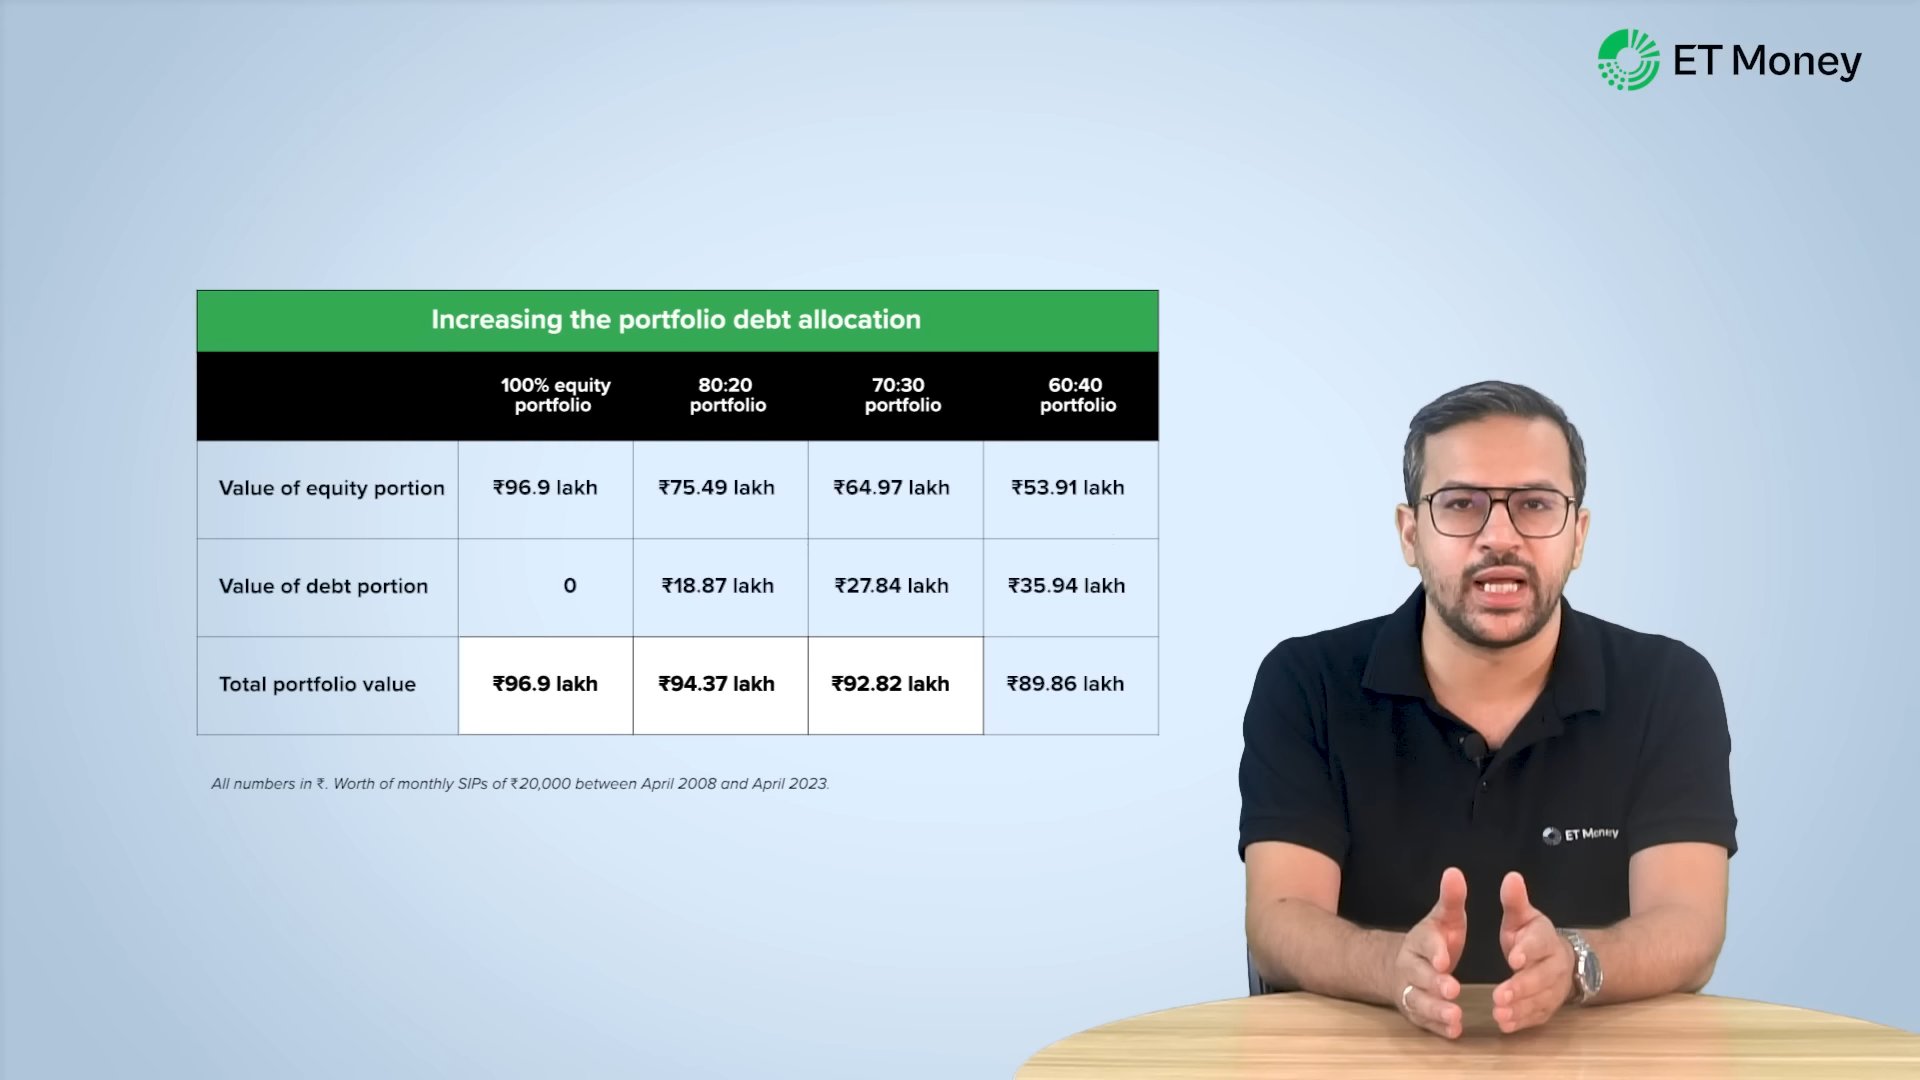 ET Money
Increasing the portfolio debt allocation
100% equity portfolio 80:20 portfolio 70:30 portfolio 60:40 portfolio
Value of equity portion ₹96.9 lakh ₹75.49 lakh ₹64.97 lakh ₹53.91 lakh
Value of debt portion 0 ₹18.87 lakh ₹27.84 lakh ₹35.94 lakh
Total portfolio value ₹96.9 lakh ₹94.37 lakh ₹92.82 lakh ₹89.86 lakh
All numbers in ₹. Worth of monthly SIPs of ₹20,000 between April 2008 and April 2023.
ET Money